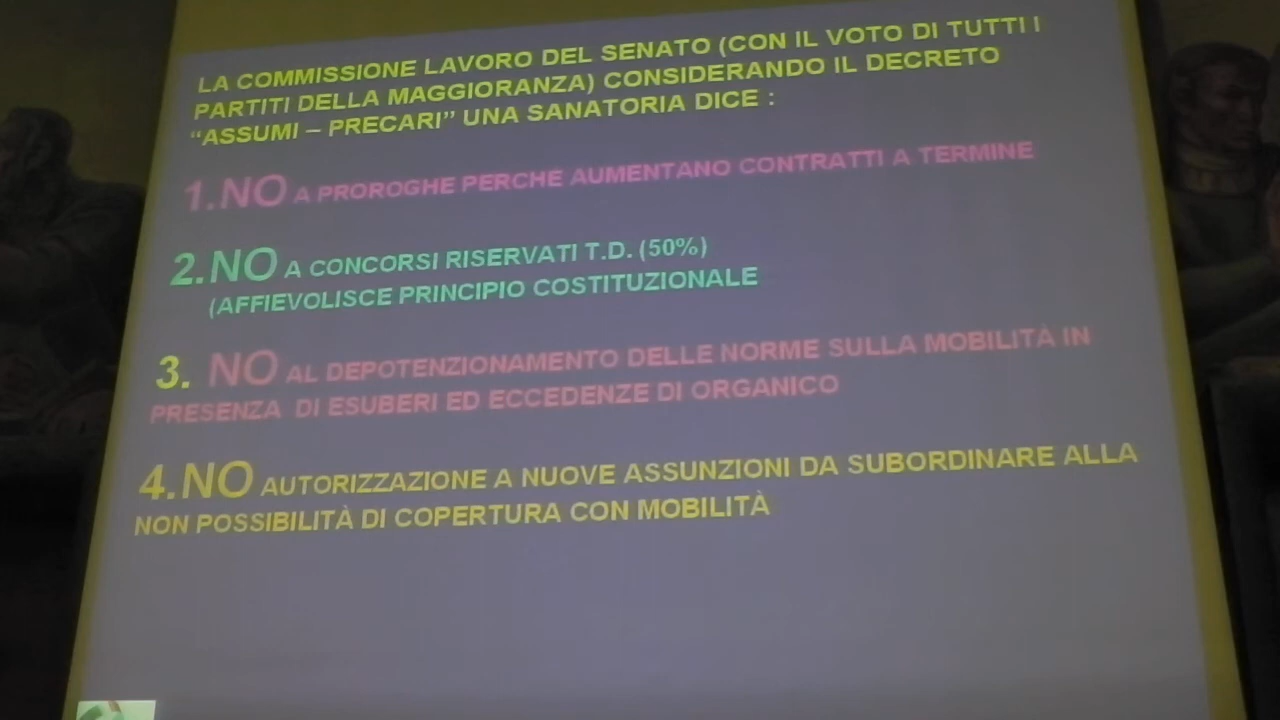 LA COMMISSIONE LAVORO DEL SENATO (CON IL VOTO DI TUTTI I
PARTITI DELLA MAGGIORANZA) CONSIDERANDO IL DECRETO
“ASSUMI – PRECARI” UNA SANATORIA DICE :
1.NO A PROROGHE PERCHE AUMENTANO CONTRATTI A TERMINE
2.NO A CONCORSI RISERVATI T.D. (50%)
(AFFIEVOLISCE PRINCIPIO COSTITUZIONALE
3. NO AL DEPOTENZIONAMENTO DELLE NORME SULLA MOBILITÀ IN
PRESENZA DI ESUBERI ED ECCEDENZE DI ORGANICO
4.NO AUTORIZZAZIONE A NUOVE ASSUNZIONI DA SUBORDINARE ALLA
NON POSSIBILITÀ DI COPERTURA CON MOBILITÀ